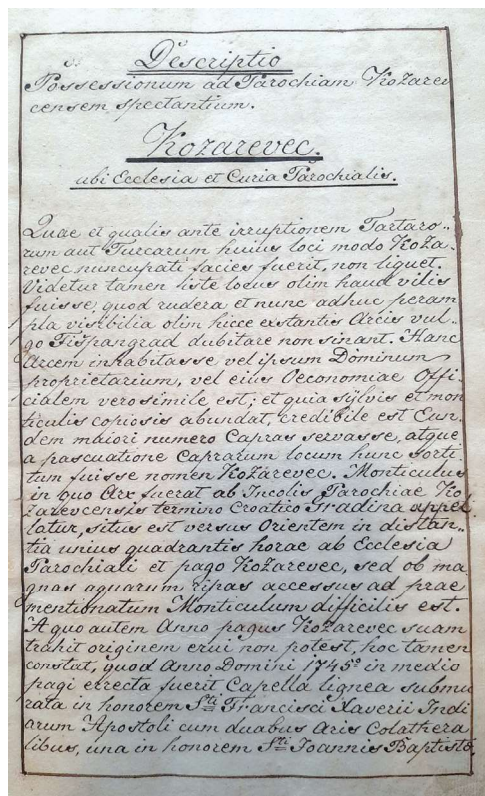 Descriptio
Possessionum ad Parochiam Kozarev
censem spectantium.
Kozarevec.
ubi Ecclesia et Curia Parochialis.
Quae et qualis ante irruptionem Tartaro-
rum aut Turcarum huius loci modo Koža-
revec nuncupati facies fuerit, non liquet.
Videtur tamen iste locus olim haud vilis
fuisse, quod rudera et nunc adhuc peram
pla visibilia olim hicce exstantis Arcis vul-
go Tišpangrad dubitare non sinant. Hanc
Arcem inhabitasse vel ipsum Dominum
proprietarium, vel eius Oeconomiae Offi-
cialem verosimile est; et quia sylvis et mon
ticulis copiosis abundat, credibile est Eun-
dem maiori numero Capras servasse, atque
a pascuatione Caprarum locum hunc sorti
tum fuisse nomen Kožarevec. Monticulus
in quo Arx fuerat ab Incolis Parochiae Ko
žarevcensis termino Croatico Gradina appel
latur, situs est versus Orientem in distan-
tia unius quadrantis horae ab Ecclesia
Parochiali et pago Kožarevec, sed ob ma
gnas aquarum ripas accessus ad prae
mentionatum Monticulum difficilis est.
A quo autem Anno pagus Kožarevec suam
trahit originem erui non potest, hoc tamen
constat, quod Anno Domini 1745º in medio
pagi errecta fuerit Capella lignea submu
rata in honorem Sti Francisci Xaverii Indi
arum Apostoli cum duabus Aris Colathera
libus, una in honorem Sti Joannis Baptistae